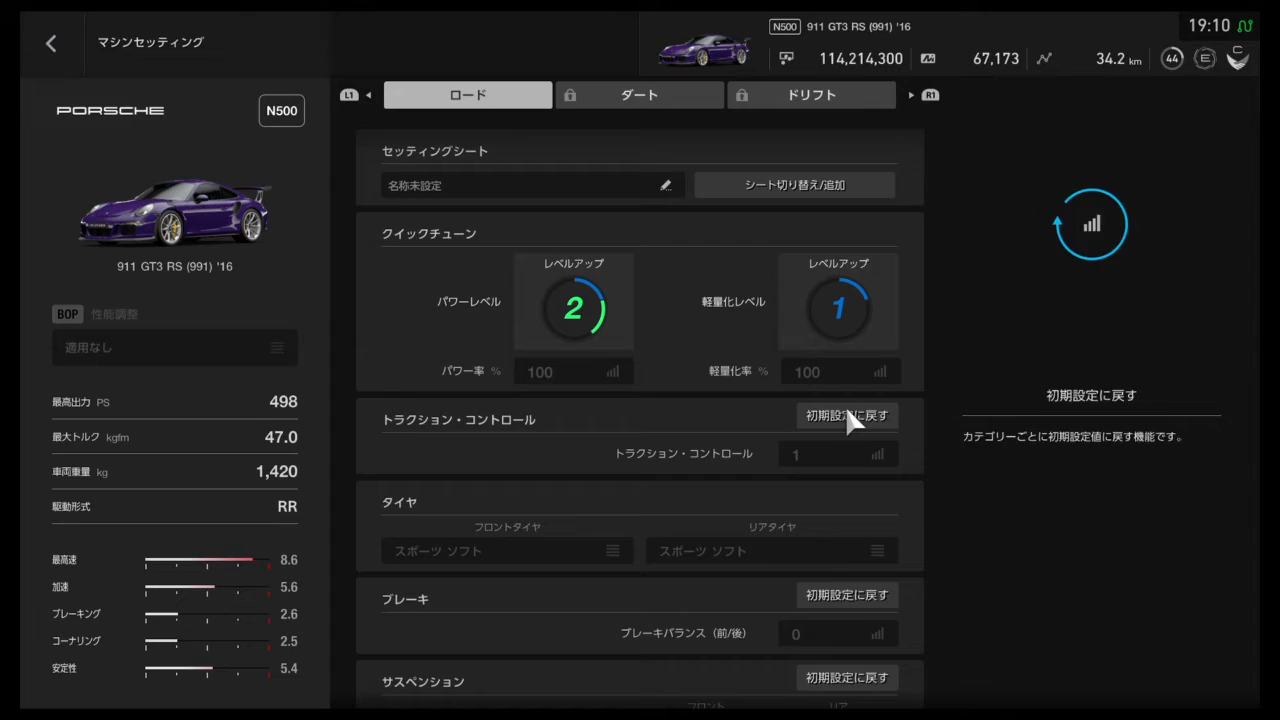 マシンセッティング
N500 911 GT3 RS (991) '16
114,214,300 67,173 34.2 km 44 E C
19:10
PORSCHE N500
911 GT3 RS (991) '16
BOP 性能調整
適用なし
最高出力 PS 498
最大トルク kgfm 47.0
車両重量 kg 1,420
駆動形式 RR
最高速 8.6
加速 5.6
ブレーキング 2.6
コーナリング 2.5
安定性 5.4
L1 ロード ダート ドリフト R1
セッティングシート
名称未設定 シート切り替え/追加
クイックチューン
レベルアップ レベルアップ
パワーレベル 2 軽量化レベル 1
パワー率 % 100 軽量化率 % 100
トラクション・コントロール 初期設定に戻す
トラクション・コントロール 1
タイヤ
フロントタイヤ リアタイヤ
スポーツ ソフト スポーツ ソフト
ブレーキ 初期設定に戻す
ブレーキバランス（前/後） 0
サスペンション 初期設定に戻す
フロント リア
初期設定に戻す
カテゴリーごとに初期設定値に戻す機能です。